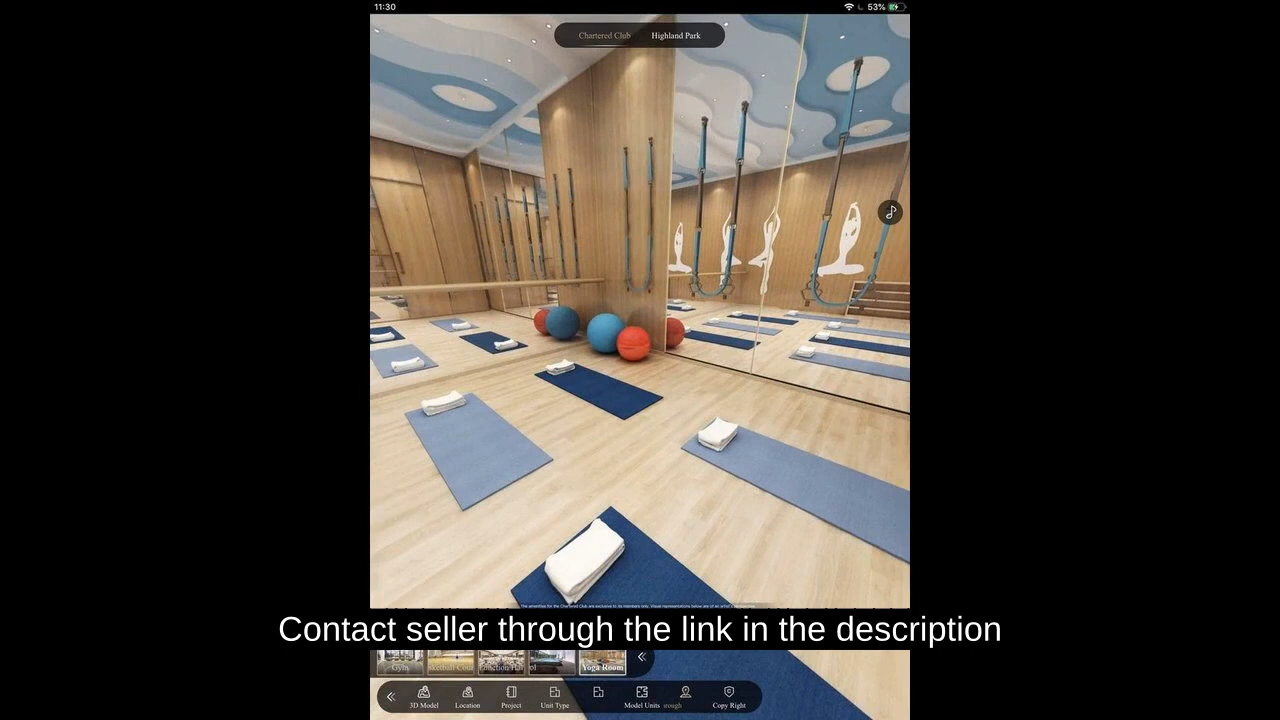 11:30
53%
Chartered Club Highland Park
Contact seller through the link in the description
Gym
Yoga Room
3D Model Location Project Unit Type Model Units Copy Right